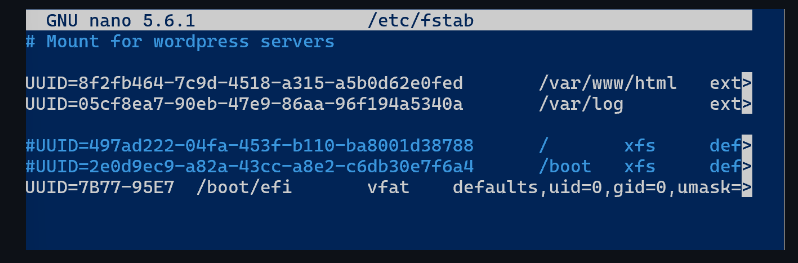 GNU nano 5.6.1 /etc/fstab
# Mount for wordpress servers
UUID=8f2fb464-7c9d-4518-a315-a5b0d62e0fed /var/www/html ext>
UUID=05cf8ea7-90eb-47e9-86aa-96f194a5340a /var/log ext>
#UUID=497ad222-04fa-453f-b110-ba8001d38788 / xfs def>
#UUID=2e0d9ec9-a82a-43cc-a8e2-c6db30e7f6a4 /boot xfs def>
UUID=7B77-95E7 /boot/efi vfat defaults,uid=0,gid=0,umask=>